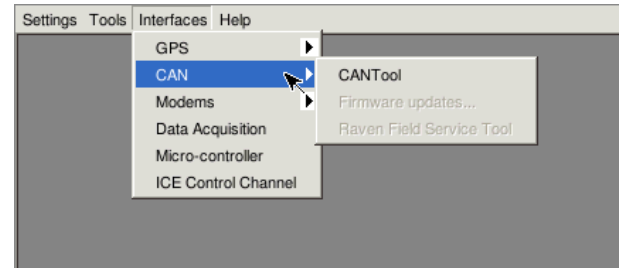 Settings Tools Interfaces Help
GPS
CAN
CANTool
Modems
Firmware updates...
Data Acquisition
Raven Field Service Tool
Micro-controller
ICE Control Channel